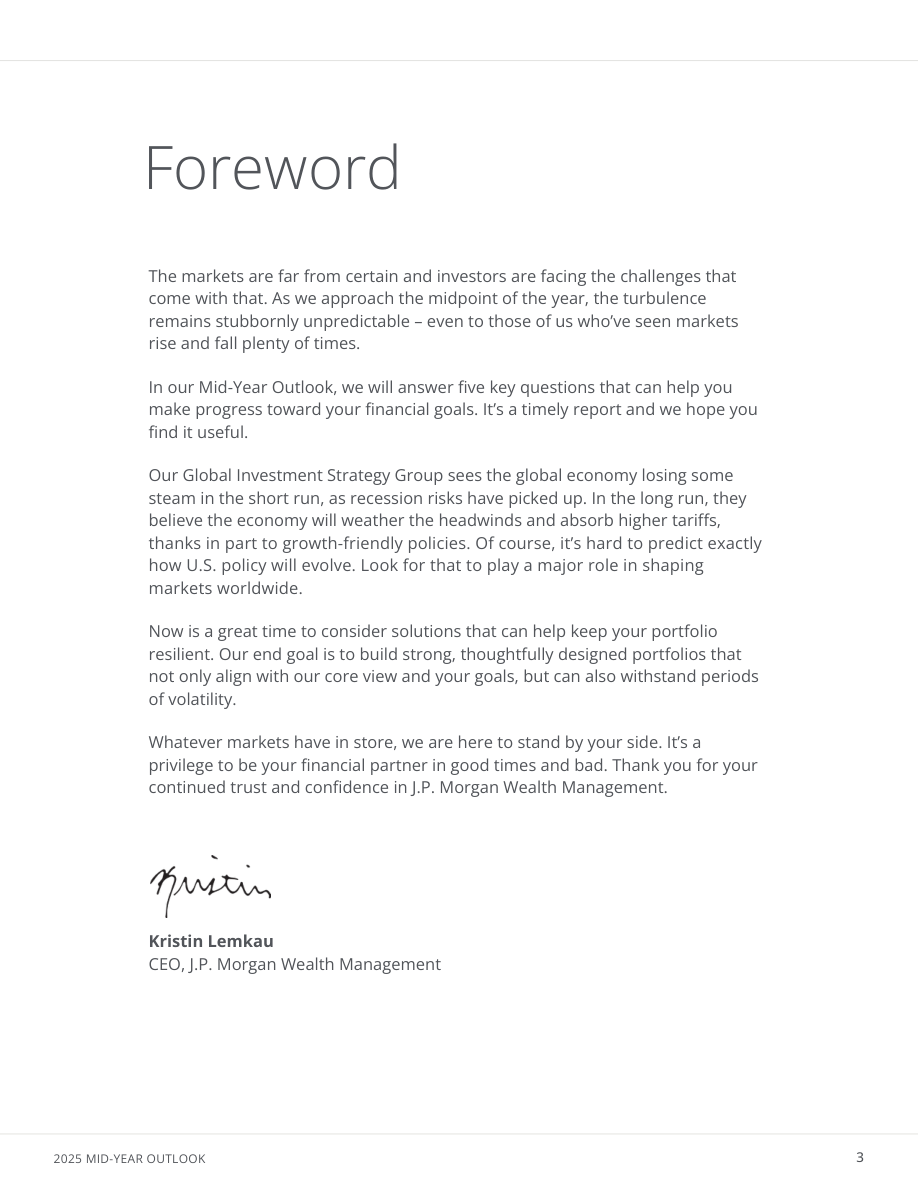 Foreword
The markets are far from certain and investors are facing the challenges that
come with that. As we approach the midpoint of the year, the turbulence
remains stubbornly unpredictable – even to those of us who’ve seen markets
rise and fall plenty of times.
In our Mid-Year Outlook, we will answer five key questions that can help you
make progress toward your financial goals. It’s a timely report and we hope you
find it useful.
Our Global Investment Strategy Group sees the global economy losing some
steam in the short run, as recession risks have picked up. In the long run, they
believe the economy will weather the headwinds and absorb higher tariffs,
thanks in part to growth-friendly policies. Of course, it’s hard to predict exactly
how U.S. policy will evolve. Look for that to play a major role in shaping
markets worldwide.
Now is a great time to consider solutions that can help keep your portfolio
resilient. Our end goal is to build strong, thoughtfully designed portfolios that
not only align with our core view and your goals, but can also withstand periods
of volatility.
Whatever markets have in store, we are here to stand by your side. It’s a
privilege to be your financial partner in good times and bad. Thank you for your
continued trust and confidence in J.P. Morgan Wealth Management.
Kristin
Kristin Lemkau
CEO, J.P. Morgan Wealth Management
2025 MID-YEAR OUTLOOK
3